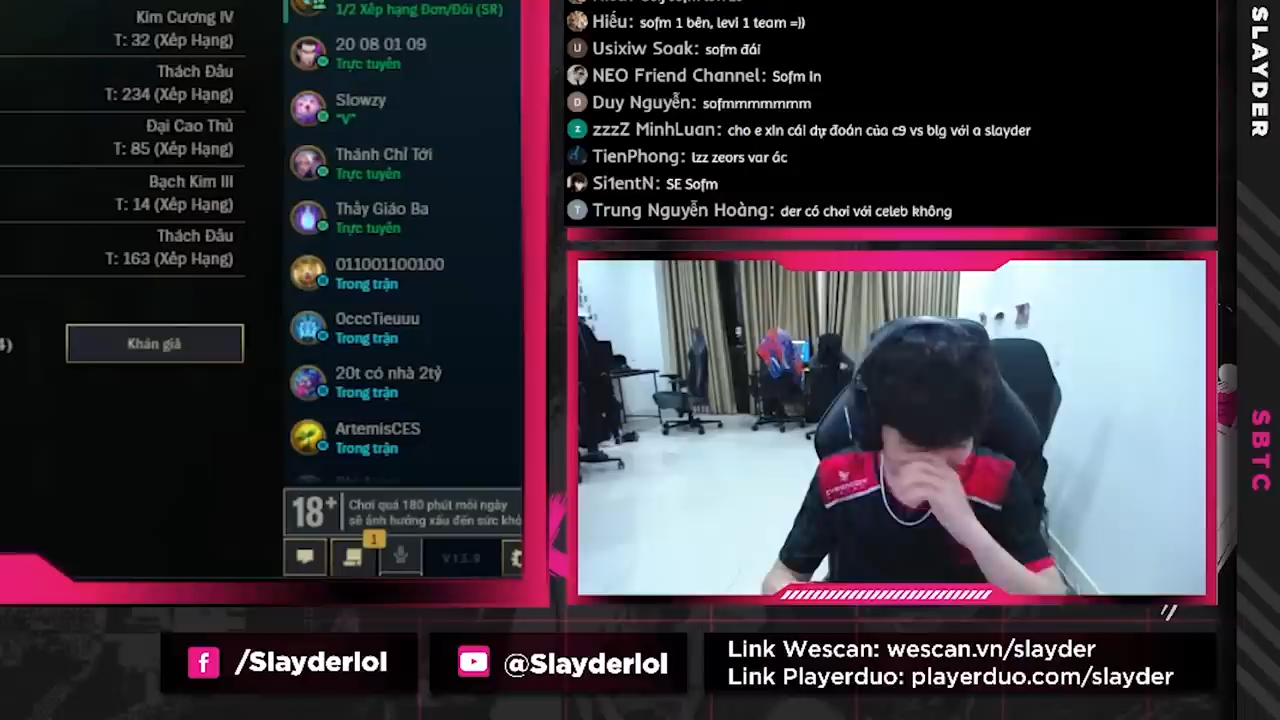 Kim Cương IV
T: 32 (Xếp Hạng)
Thách Đấu
T: 234 (Xếp Hạng)
Đại Cao Thủ
T: 85 (Xếp Hạng)
Bạch Kim III
T: 14 (Xếp Hạng)
Thách Đấu
T: 163 (Xếp Hạng)
Khán giả
1/2 Xếp hạng Đơn/Đôi (SR)
20 08 01 09
Trực tuyến
Slowzy
"V"
Thánh Chỉ Tới
Trực tuyến
Thầy Giáo Ba
Trực tuyến
011001100100
Trong trận
OcccTieuuu
Trong trận
20t có nhà 2tỷ
Trong trận
ArtemisCES
Trong trận
18+
Chơi quá 180 phút mỗi ngày
sẽ ảnh hưởng xấu đến sức khỏ
1
V13.9
Hiếu: sofm 1 bên, levi 1 team =))
U Usixiw Soak: sofm đái
NEO Friend Channel: Sofm in
D Duy Nguyễn: sofmmmmmmm
z zzzZ MinhLuan: cho e xin cái dự đoán của c9 vs blg với a slayder
TienPhong: lzz zeors var ác
Si1entN: SE Sofm
T Trung Nguyễn Hoàng: der có chơi với celeb không
SLAYDER
SBTC
/Slayderlol
@Slayderlol
Link Wescan: wescan.vn/slayder
Link Playerduo: playerduo.com/slayder